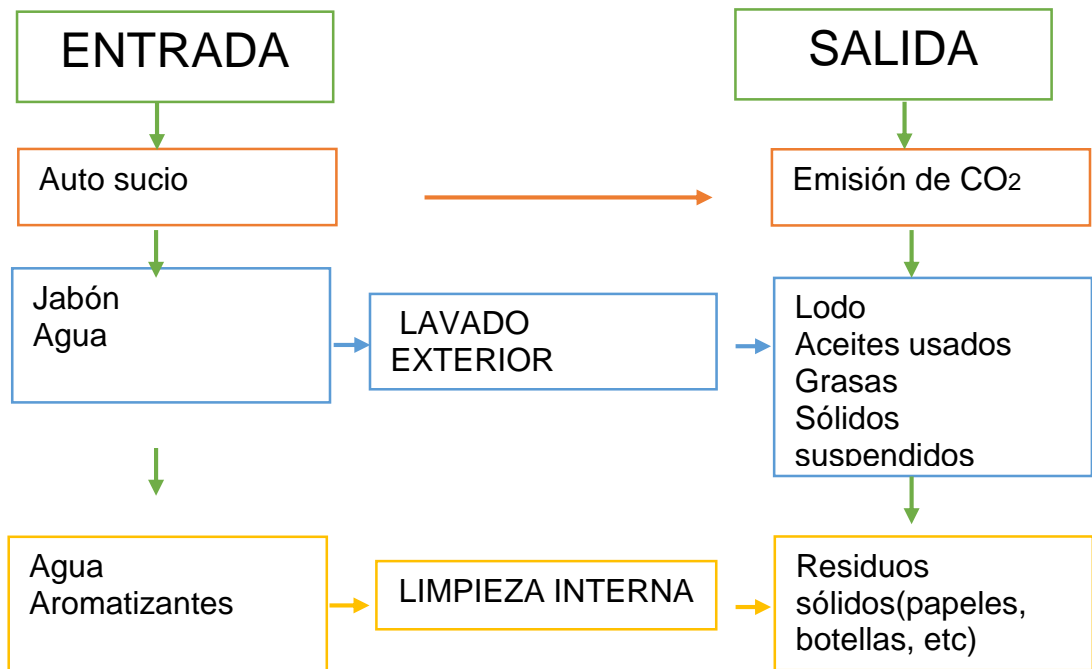 ENTRADA
SALIDA
Auto sucio
Emisión de CO2
Jabón
Agua
LAVADO
EXTERIOR
Lodo
Aceites usados
Grasas
Sólidos
suspendidos
Agua
Aromatizantes
LIMPIEZA INTERNA
Residuos
sólidos(papeles,
botellas, etc)